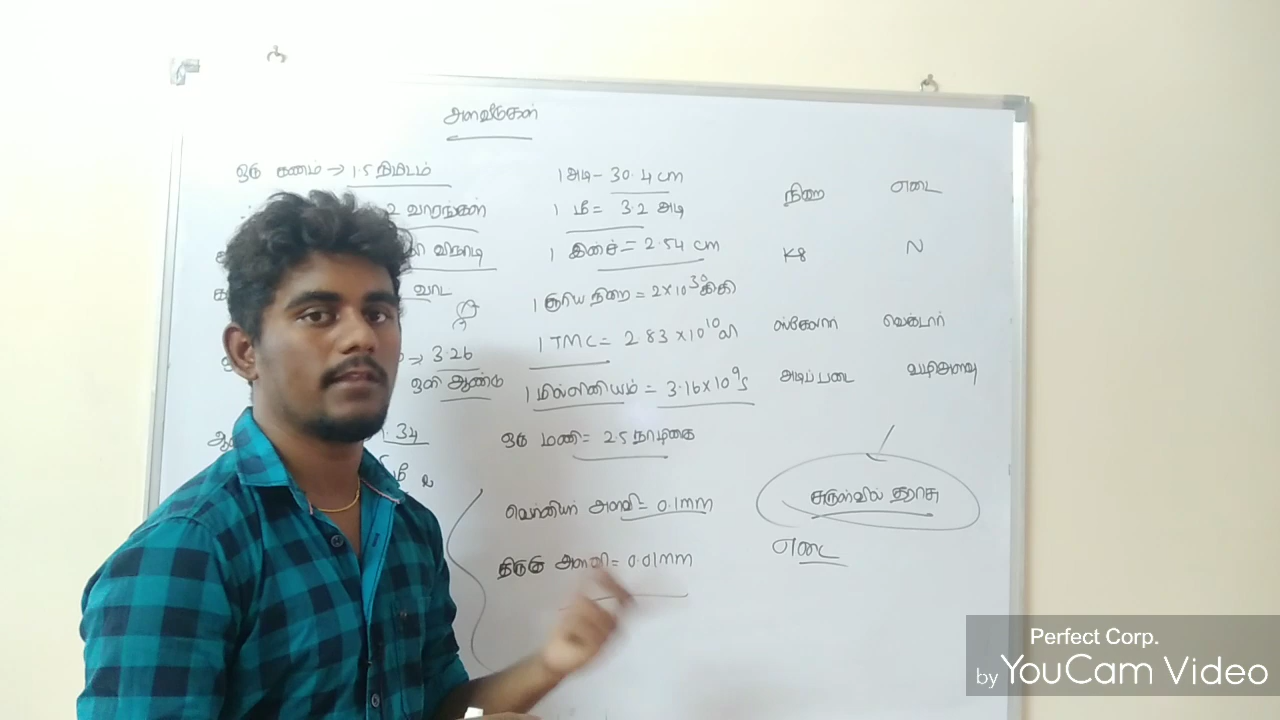 அளவீடுகள்
ஒரு கணம் → 1.5 நிமிடம்
2 வாரங்கள்
விநாடி
→ 3.26
ஒளி ஆண்டு
1.34
மீ
1 அடி - 30.4 cm
1 மீ = 3.2 அடி
1 இன்ச் = 2.54 cm
1 சூரிய நிறை = 2×10³⁰ கிகி
1 TMC = 2.83 ×10¹⁰ லி
1 மில்லினியம் = 3.16×10⁹ s
ஒரு மணி = 2.5 நாழிகை
வெர்னியர் அளவி = 0.1mm
திருகு அளவி = 0.01mm
நிறை எடை
Kg N
ஸ்கேலார் வெக்டார்
அடிப்படை வழிஅளவு
சுருள்வில் தராசு
எடை
Perfect Corp.
by YouCam Video